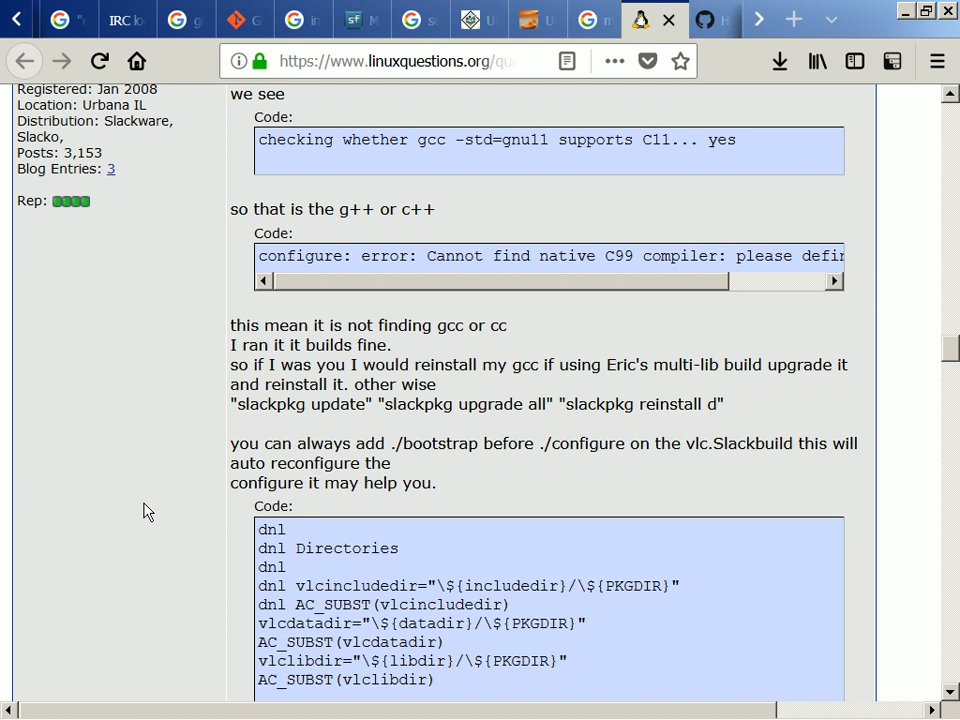 "e
IRC lo
g
G
in
sf M
s
U
U
m
H
https://www.linuxquestions.org/qu
Registered: Jan 2008
Location: Urbana IL
Distribution: Slackware,
Slacko,
Posts: 3,153
Blog Entries: 3
Rep:
we see
Code:
checking whether gcc -std=gnu11 supports C11... yes
so that is the g++ or c++
Code:
configure: error: Cannot find native C99 compiler: please defin
this mean it is not finding gcc or cc
I ran it it builds fine.
so if I was you I would reinstall my gcc if using Eric's multi-lib build upgrade it
and reinstall it. other wise
"slackpkg update" "slackpkg upgrade all" "slackpkg reinstall d"
you can always add ./bootstrap before ./configure on the vlc.Slackbuild this will
auto reconfigure the
configure it may help you.
Code:
dnl
dnl Directories
dnl
dnl vlcincludedir="\${includedir}/\${PKGDIR}"
dnl AC_SUBST(vlcincludedir)
vlcdatadir="\${datadir}/\${PKGDIR}"
AC_SUBST(vlcdatadir)
vlclibdir="\${libdir}/\${PKGDIR}"
AC_SUBST(vlclibdir)